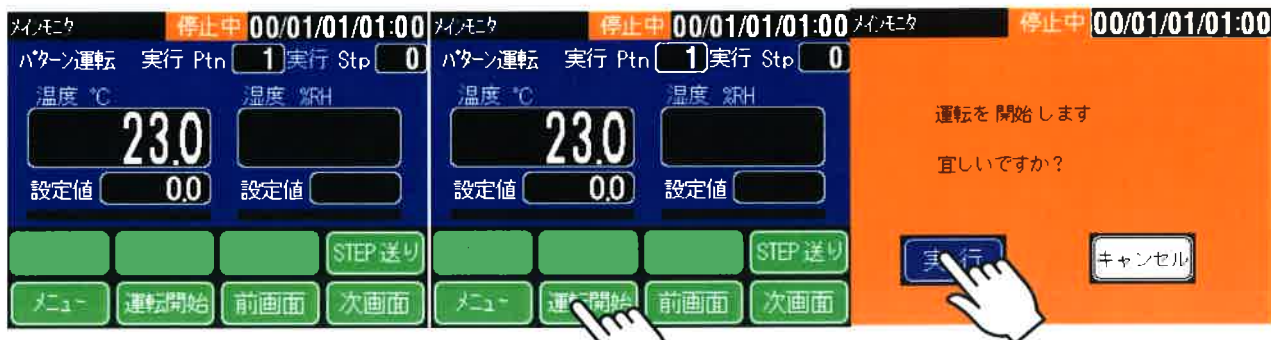 メインモニタ 停止中 00/01/01/01:00
パターン運転 実行 Ptn 1 実行 Stp 0
温度 ℃ 湿度 %RH
23.0
設定値 0.0 設定値
STEP 送り
メニュー 運転開始 前画面 次画面
メインモニタ 停止中 00/01/01/01:00
パターン運転 実行 Ptn 1 実行 Stp 0
温度 ℃ 湿度 %RH
23.0
設定値 0.0 設定値
STEP 送り
メニュー 運転開始 前画面 次画面
メインモニタ 停止中 00/01/01/01:00
運転を 開始 します
宜しいですか?
実行 キャンセル